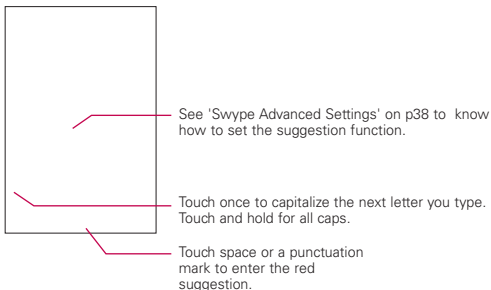 See 'Swype Advanced Settings' on p38 to  know
how to set the suggestion function.
Touch once to capitalize the next letter you type.
Touch and hold for all caps.
Touch space or a punctuation
mark to enter the red
suggestion.